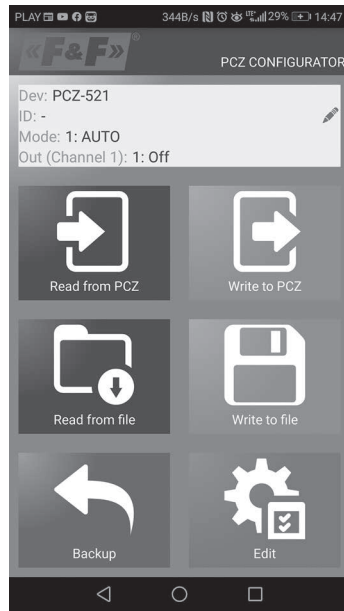 PLAY 344B/s LTE 29% 14:47
«F&F»®
PCZ CONFIGURATOR
Dev: PCZ-521
ID: -
Mode: 1: AUTO
Out (Channel 1): 1: Off
Read from PCZ
Write to PCZ
Read from file
Write to file
Backup
Edit